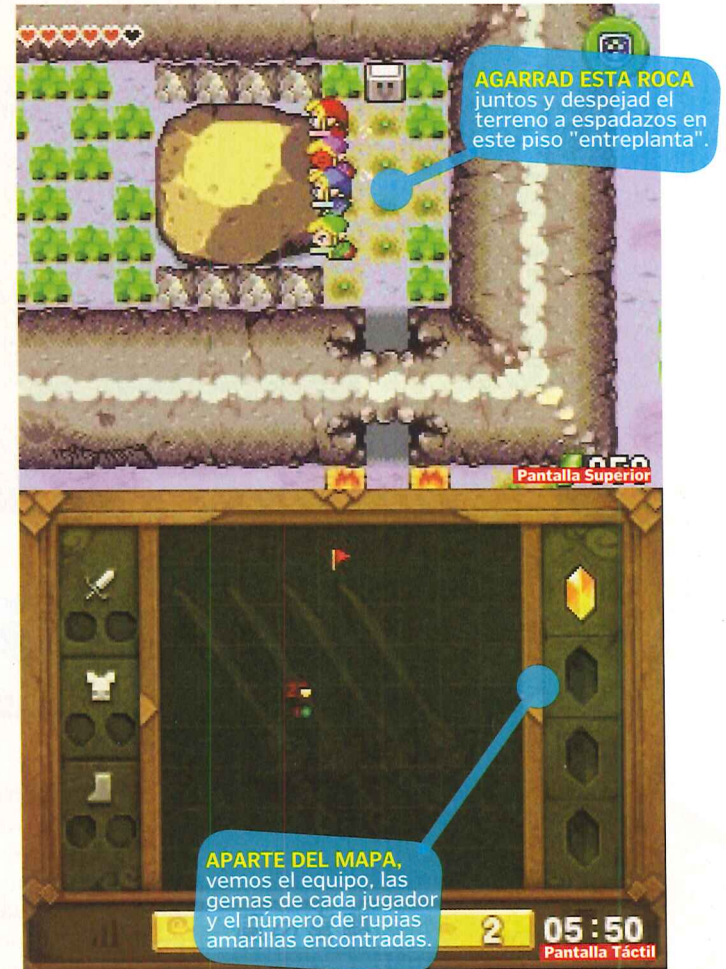 AGARRAD ESTA ROCA
juntos y despejad el
terreno a espadazos en
este piso "entreplanta".
Pantalla Superior
APARTE DEL MAPA,
vemos el equipo, las
gemas de cada jugador
y el número de rupias
amarillas encontradas.
2
05:50
Pantalla Táctil